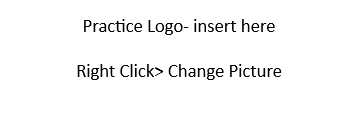 Practice Logo- insert here
Right Click> Change Picture